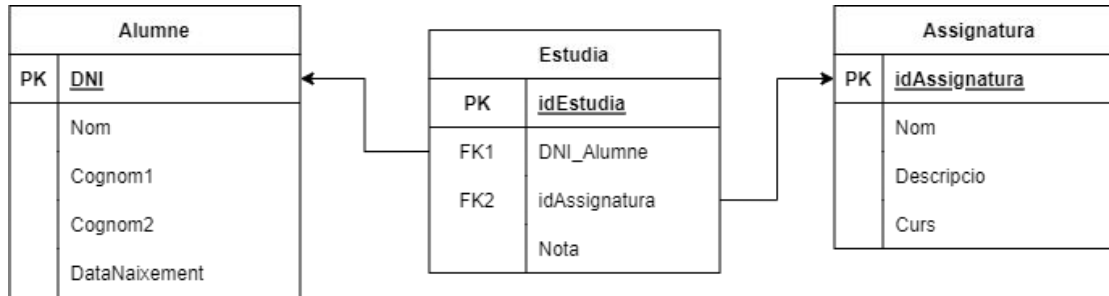 Alumne
PK DNI
Nom
Cognom1
Cognom2
DataNaixement
Estudia
PK idEstudia
FK1 DNI_Alumne
FK2 idAssignatura
Nota
Assignatura
PK idAssignatura
Nom
Descripcio
Curs